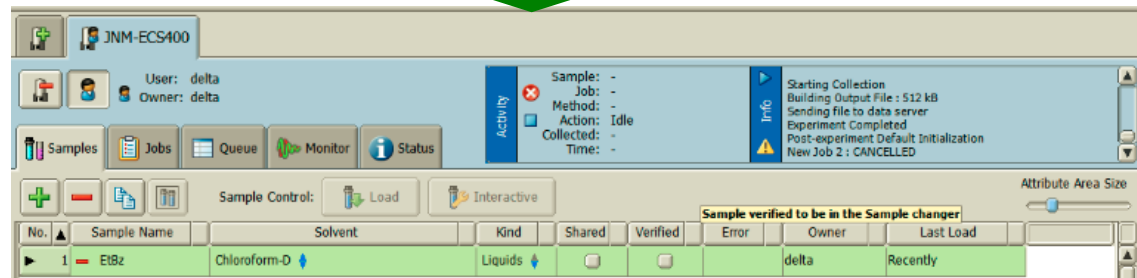 JNM-ECS400
User: delta
Owner: delta
Activity
Sample: -
Job: -
Method: -
Action: Idle
Collected: -
Time: -
Info
Starting Collection
Building Output File : 512 kB
Sending file to data server
Experiment Completed
Post-experiment Default Initialization
New Job 2 : CANCELLED
Samples Jobs Queue Monitor Status
Sample Control: Load Interactive
Attribute Area Size
Sample verified to be in the Sample changer
No. Sample Name Solvent Kind Shared Verified Error Owner Last Load
1 EtBz Chloroform-D Liquids delta Recently